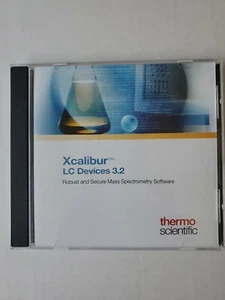 Xcalibur™
LC Devices 3.2
Robust and Secure Mass Spectrometry Software
thermo
scientific